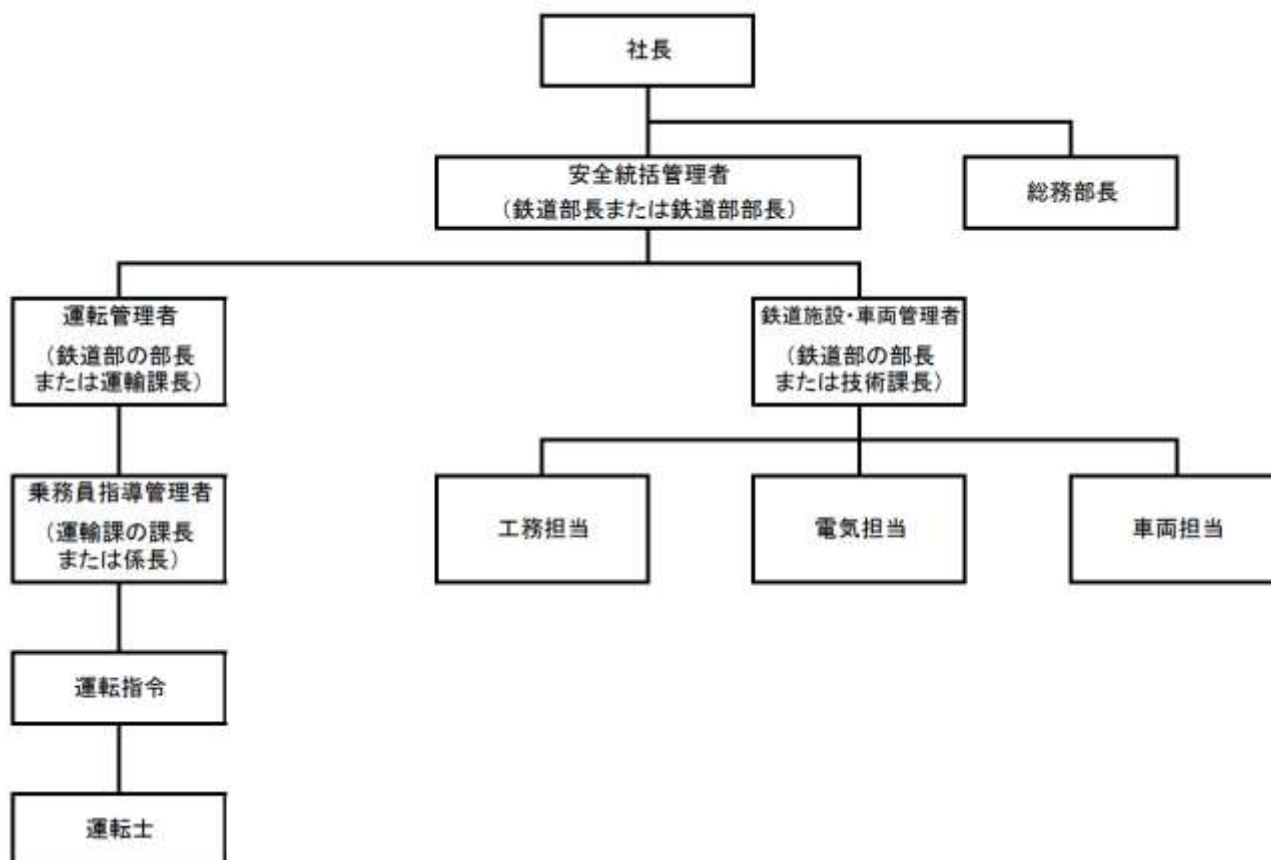 社長
安全統括管理者
（鉄道部長または鉄道部部長）
総務部長
運転管理者
（鉄道部の部長
または運輸課長）
鉄道施設・車両管理者
（鉄道部の部長
または技術課長）
乗務員指導管理者
（運輸課の課長
または係長）
工務担当
電気担当
車両担当
運転指令
運転士